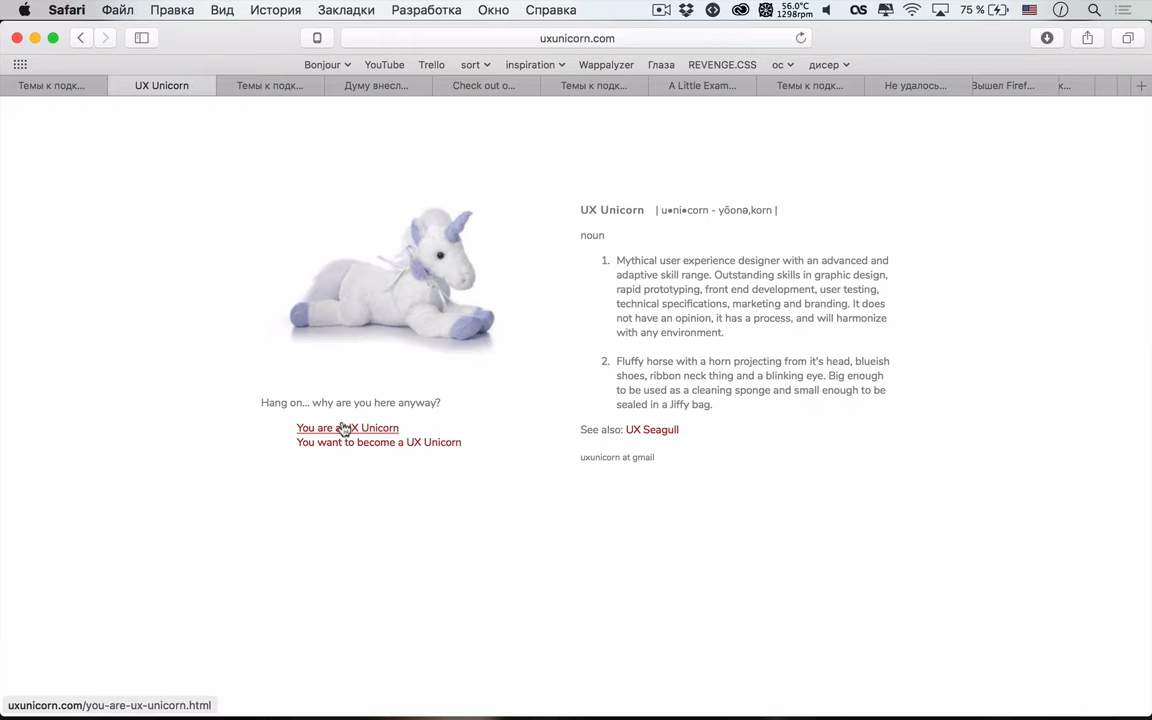 Safari Файл Правка Вид История Закладки Разработка Окно Справка 56.0°C 1298rpm 75 %
uxunicorn.com
Bonjour YouTube Trello sort inspiration Wappalyzer Глаза REVENGE.CSS ос дисер
Темы к подк... UX Unicorn Темы к подк... Думу внесл... Check out o... Темы к подк... A Little Exam... Темы к подк... Не удалось... Вышел Firef... к...
UX Unicorn | u•ni•corn - yõonə,korn |
noun
1. Mythical user experience designer with an advanced and
adaptive skill range. Outstanding skills in graphic design,
rapid prototyping, front end development, user testing,
technical specifications, marketing and branding. It does
not have an opinion, it has a process, and will harmonize
with any environment.
2. Fluffy horse with a horn projecting from it's head, blueish
shoes, ribbon neck thing and a blinking eye. Big enough
to be used as a cleaning sponge and small enough to be
sealed in a Jiffy bag.
See also: UX Seagull
uxunicorn at gmail
Hang on... why are you here anyway?
You are a UX Unicorn
You want to become a UX Unicorn
uxunicorn.com/you-are-ux-unicorn.html